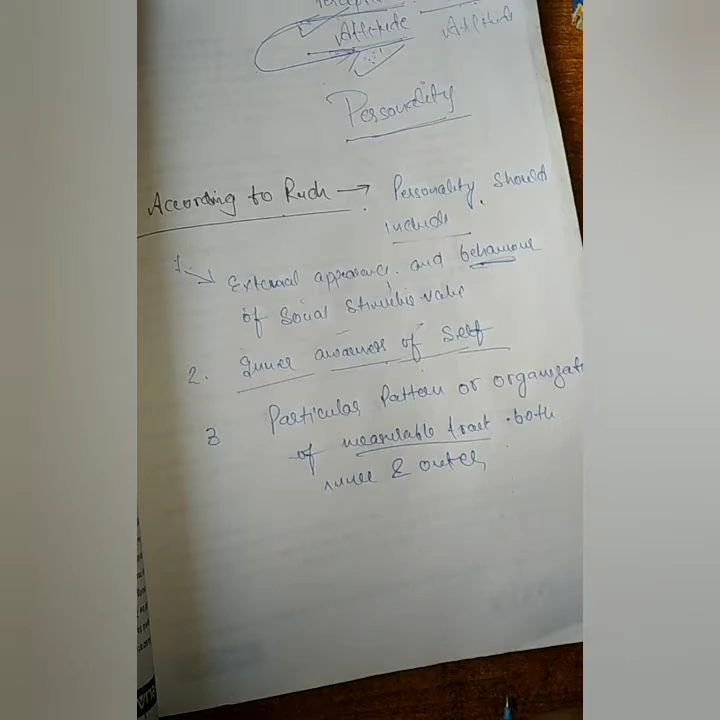 Attitude Attitude
Personality
According to Ruch → Personality should
include
1. → External appearance and behaviour
of social stimulus value
2. Inner awareness of self
3 Particular Pattern or organizati
of measurable trait both
inner & outer